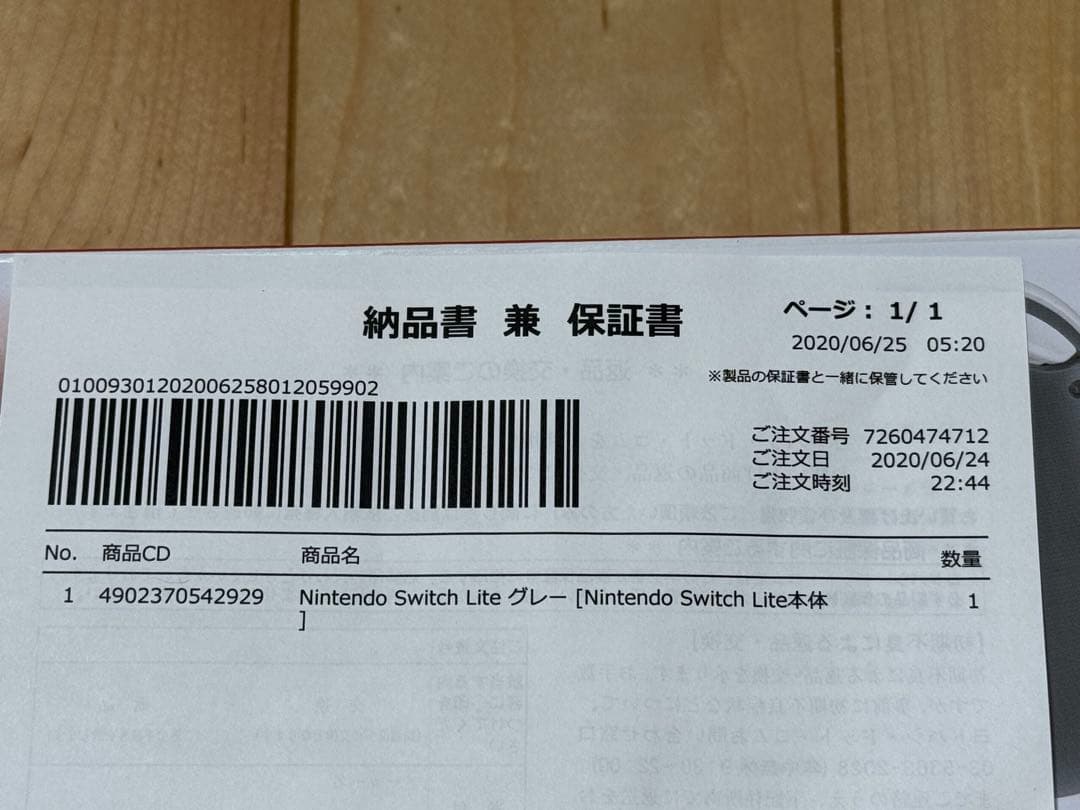 納品書 兼 保証書
ページ： 1/ 1
2020/06/25 05:20
※製品の保証書と一緒に保管してください
01009301202006258012059902
ご注文番号 7260474712
ご注文日 2020/06/24
ご注文時刻 22:44
No. 商品CD 商品名 数量
1 4902370542929 Nintendo Switch Lite グレー [Nintendo Switch Lite本体 1
]